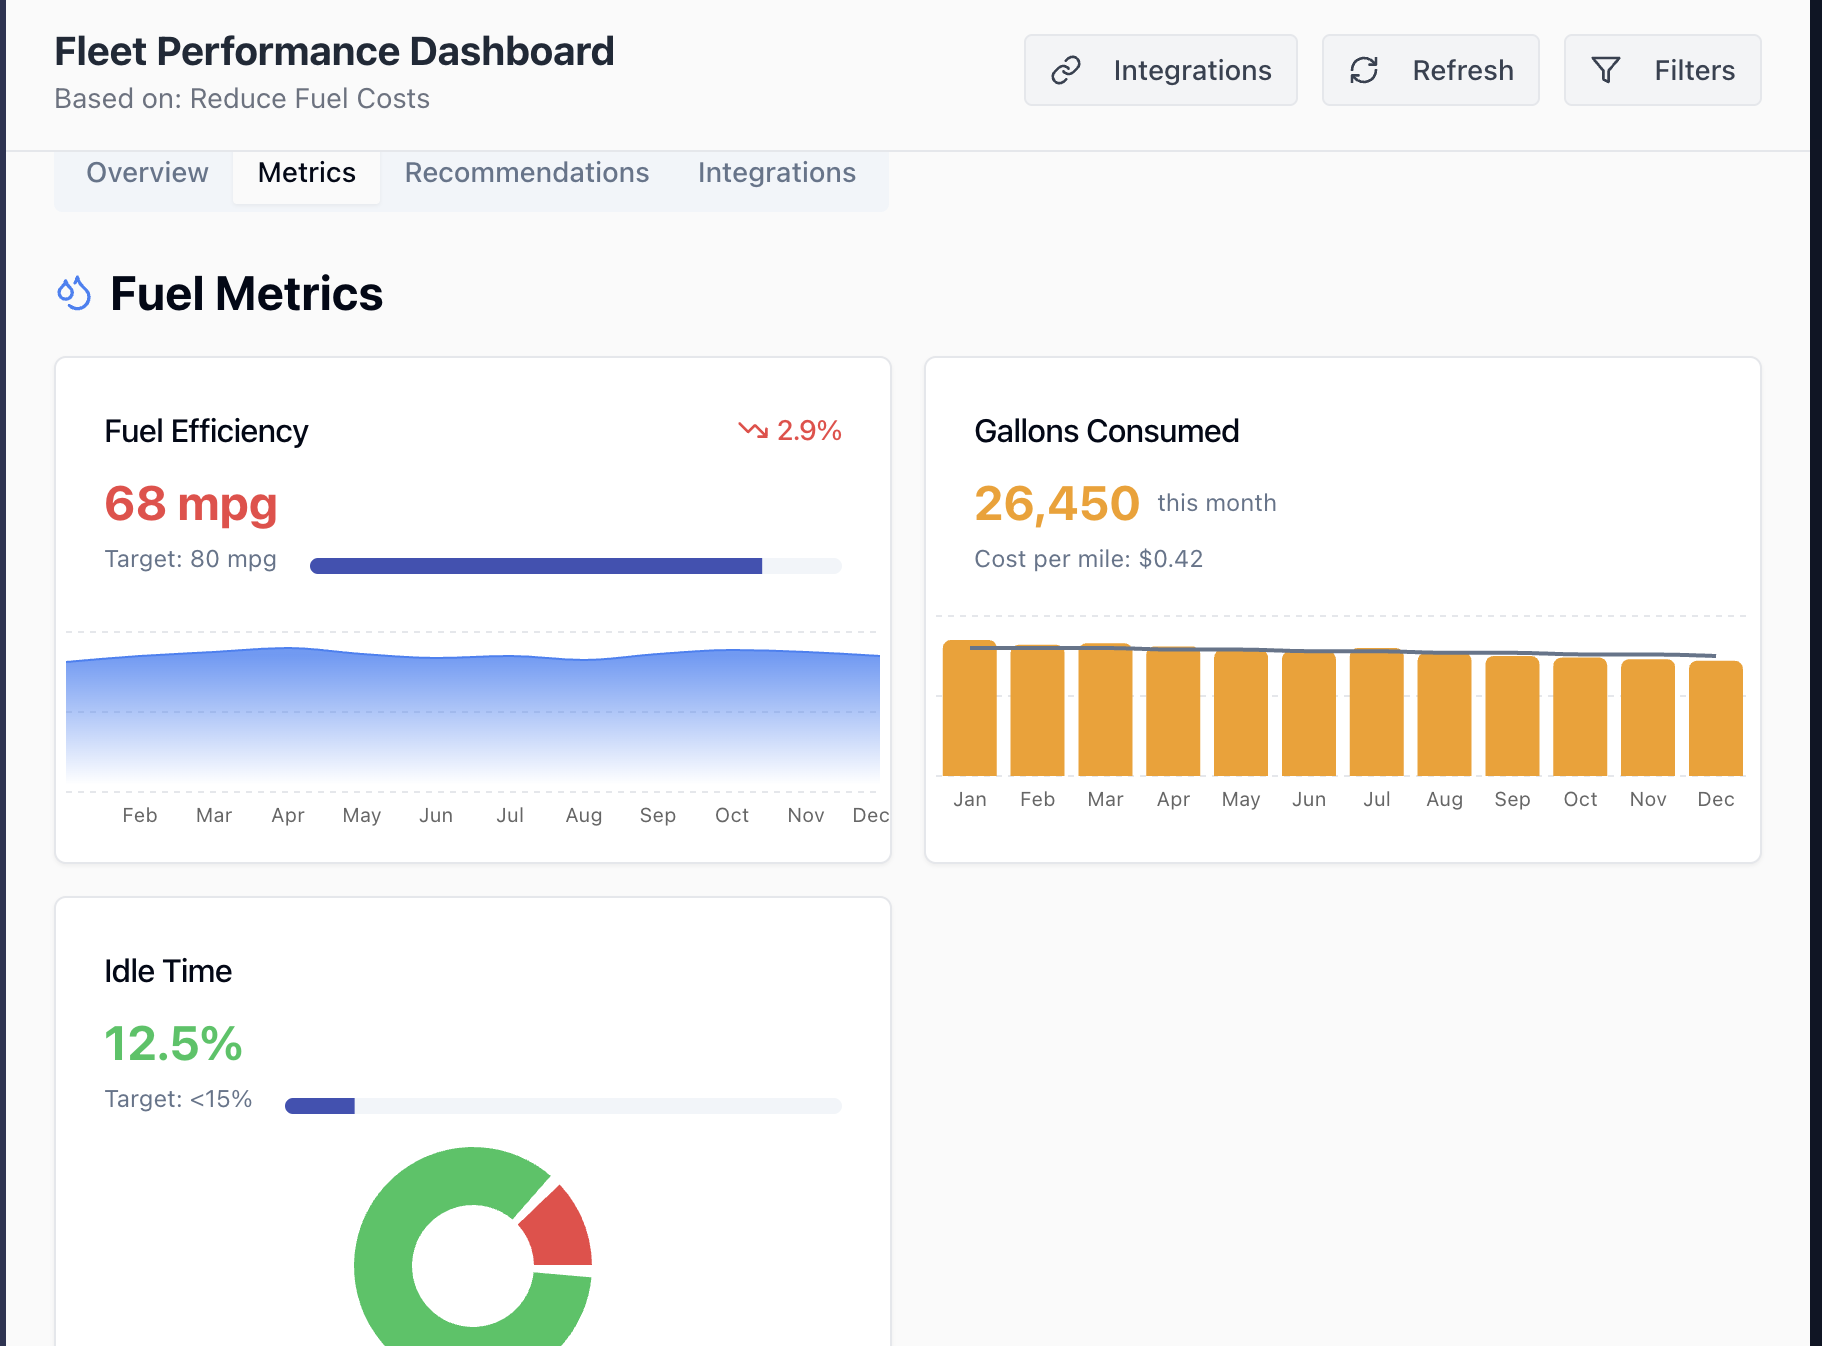 Fleet Performance Dashboard
Based on: Reduce Fuel Costs
Integrations
Refresh
Filters
Overview
Metrics
Recommendations
Integrations
Fuel Metrics
Fuel Efficiency
2.9%
68 mpg
Target: 80 mpg
Feb Mar Apr May Jun Jul Aug Sep Oct Nov Dec
Gallons Consumed
26,450 this month
Cost per mile: $0.42
Jan Feb Mar Apr May Jun Jul Aug Sep Oct Nov Dec
Idle Time
12.5%
Target: <15%